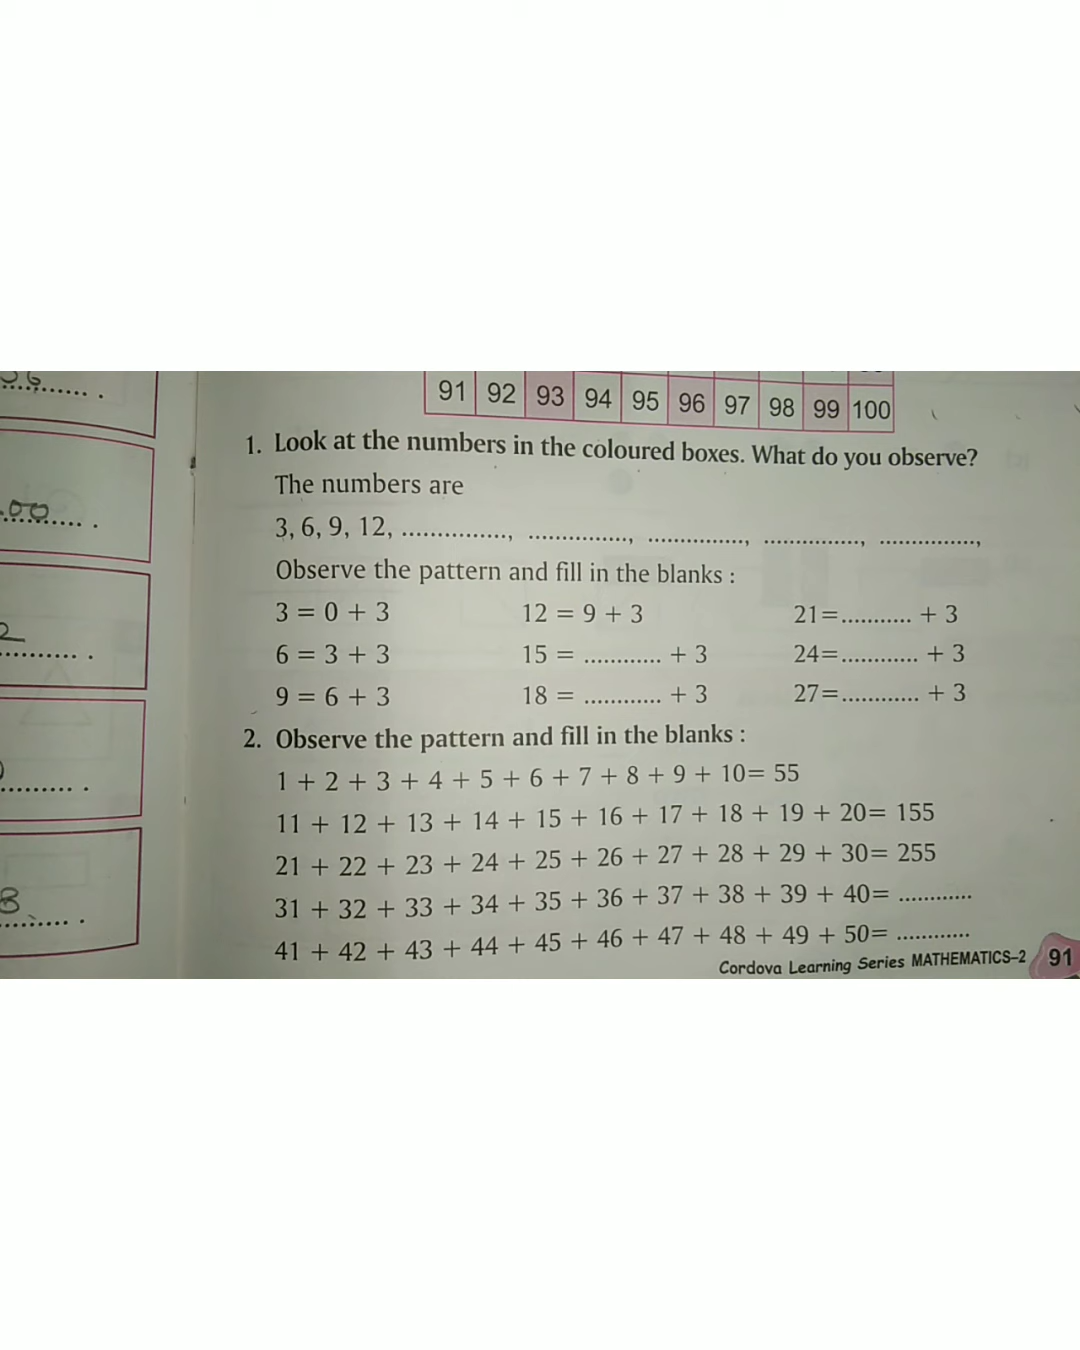 91 92 93 94 95 96 97 98 99 100
1. Look at the numbers in the coloured boxes. What do you observe?
The numbers are
3, 6, 9, 12, ..............., ..............., ..............., ..............., ...............,
Observe the pattern and fill in the blanks :
3 = 0 + 3 12 = 9 + 3 21=........... + 3
6 = 3 + 3 15 = ............ + 3 24=............ + 3
9 = 6 + 3 18 = ............ + 3 27=............ + 3
2. Observe the pattern and fill in the blanks :
1 + 2 + 3 + 4 + 5 + 6 + 7 + 8 + 9 + 10= 55
11 + 12 + 13 + 14 + 15 + 16 + 17 + 18 + 19 + 20= 155
21 + 22 + 23 + 24 + 25 + 26 + 27 + 28 + 29 + 30= 255
31 + 32 + 33 + 34 + 35 + 36 + 37 + 38 + 39 + 40= ............
41 + 42 + 43 + 44 + 45 + 46 + 47 + 48 + 49 + 50= ............
Cordova Learning Series MATHEMATICS–2 91